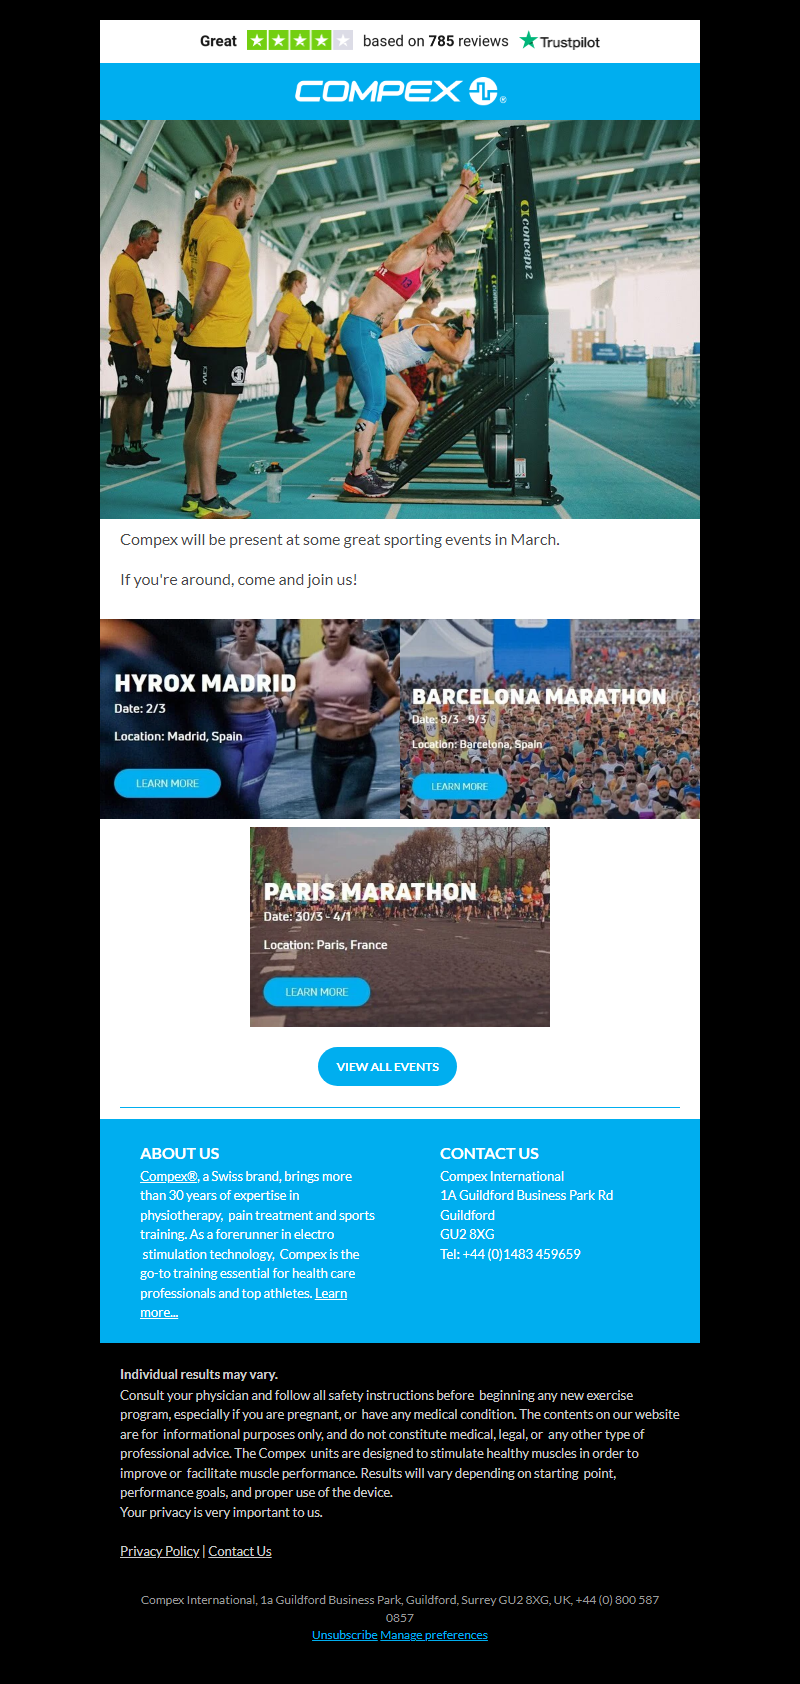 Great based on 785 reviews Trustpilot
COMPEX ®
concept 2
13
Compex will be present at some great sporting events in March.
If you're around, come and join us!
HYROX MADRID
Date: 2/3
Location: Madrid, Spain
LEARN MORE
BARCELONA MARATHON
Date: 8/3 - 9/3
Location: Barcelona, Spain
LEARN MORE
PARIS MARATHON
Date: 30/3 - 4/1
Location: Paris, France
LEARN MORE
VIEW ALL EVENTS
ABOUT US
Compex®, a Swiss brand, brings more
than 30 years of expertise in
physiotherapy, pain treatment and sports
training. As a forerunner in electro
stimulation technology, Compex is the
go-to training essential for health care
professionals and top athletes. Learn
more...
CONTACT US
Compex International
1A Guildford Business Park Rd
Guildford
GU2 8XG
Tel: +44 (0)1483 459659
Individual results may vary.
Consult your physician and follow all safety instructions before beginning any new exercise
program, especially if you are pregnant, or have any medical condition. The contents on our website
are for informational purposes only, and do not constitute medical, legal, or any other type of
professional advice. The Compex units are designed to stimulate healthy muscles in order to
improve or facilitate muscle performance. Results will vary depending on starting point,
performance goals, and proper use of the device.
Your privacy is very important to us.
Privacy Policy | Contact Us
Compex International, 1a Guildford Business Park, Guildford, Surrey GU2 8XG, UK, +44 (0) 800 587
0857
Unsubscribe Manage preferences